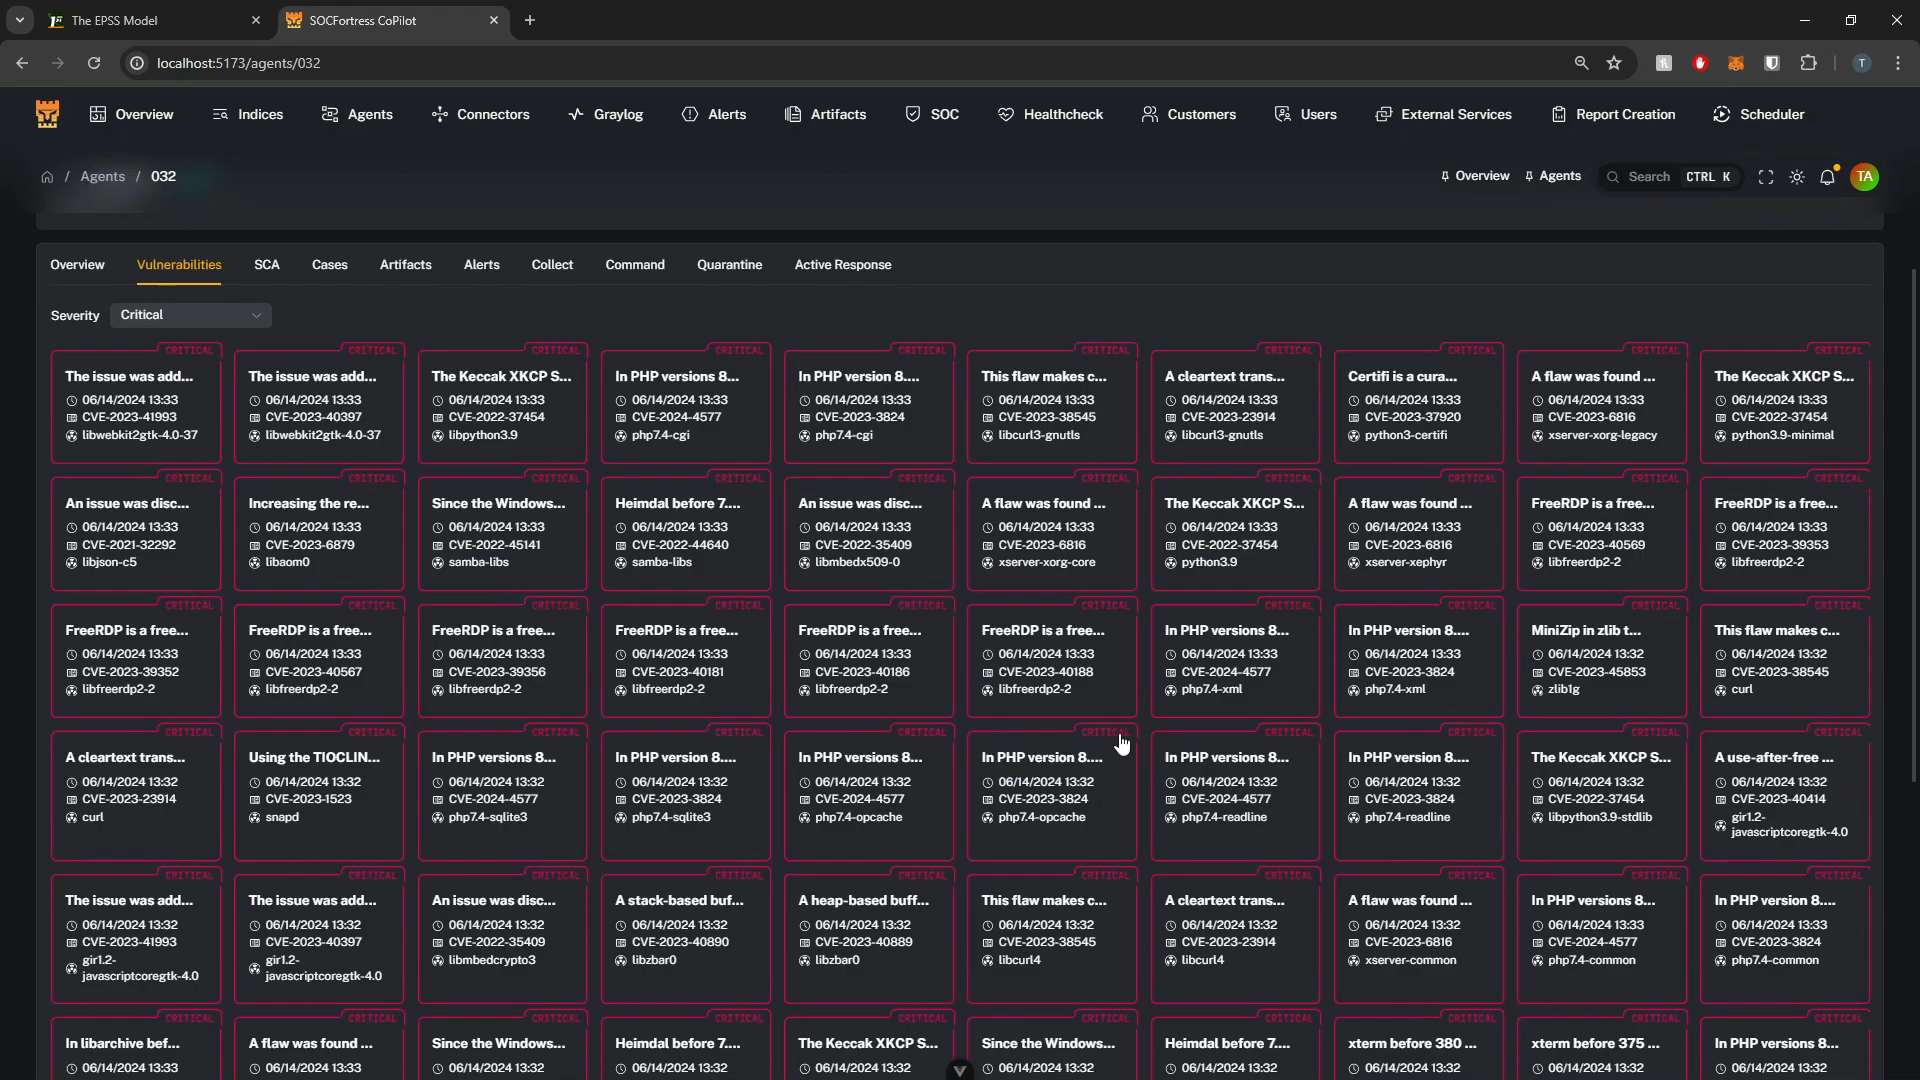 The EPSS Model
SOCFortress CoPilot
localhost:5173/agents/032
T
Overview
Indices
Agents
Connectors
Graylog
Alerts
Artifacts
SOC
Healthcheck
Customers
Users
External Services
Report Creation
Scheduler
/ Agents / 032
Overview
Agents
Search CTRL K
TA
Overview
Vulnerabilities
SCA
Cases
Artifacts
Alerts
Collect
Command
Quarantine
Active Response
Severity
Critical
CRITICAL
The issue was add...
06/14/2024 13:33
CVE-2023-41993
libwebkit2gtk-4.0-37
CRITICAL
The issue was add...
06/14/2024 13:33
CVE-2023-40397
libwebkit2gtk-4.0-37
CRITICAL
The Keccak XKCP S...
06/14/2024 13:33
CVE-2022-37454
libpython3.9
CRITICAL
In PHP versions 8...
06/14/2024 13:33
CVE-2024-4577
php7.4-cgi
CRITICAL
In PHP version 8....
06/14/2024 13:33
CVE-2023-3824
php7.4-cgi
CRITICAL
This flaw makes c...
06/14/2024 13:33
CVE-2023-38545
libcurl3-gnutls
CRITICAL
A cleartext trans...
06/14/2024 13:33
CVE-2023-23914
libcurl3-gnutls
CRITICAL
Certifi is a cura...
06/14/2024 13:33
CVE-2023-37920
python3-certifi
CRITICAL
A flaw was found ...
06/14/2024 13:33
CVE-2023-6816
xserver-xorg-legacy
CRITICAL
The Keccak XKCP S...
06/14/2024 13:33
CVE-2022-37454
python3.9-minimal
CRITICAL
An issue was disc...
06/14/2024 13:33
CVE-2021-32292
libjson-c5
CRITICAL
Increasing the re...
06/14/2024 13:33
CVE-2023-6879
libaom0
CRITICAL
Since the Windows...
06/14/2024 13:33
CVE-2022-45141
samba-libs
CRITICAL
Heimdal before 7....
06/14/2024 13:33
CVE-2022-44640
samba-libs
CRITICAL
An issue was disc...
06/14/2024 13:33
CVE-2022-35409
libmbedx509-0
CRITICAL
A flaw was found ...
06/14/2024 13:33
CVE-2023-6816
xserver-xorg-core
CRITICAL
The Keccak XKCP S...
06/14/2024 13:33
CVE-2022-37454
python3.9
CRITICAL
A flaw was found ...
06/14/2024 13:33
CVE-2023-6816
xserver-xephyr
CRITICAL
FreeRDP is a free...
06/14/2024 13:33
CVE-2023-40569
libfreerdp2-2
CRITICAL
FreeRDP is a free...
06/14/2024 13:33
CVE-2023-39353
libfreerdp2-2
CRITICAL
FreeRDP is a free...
06/14/2024 13:33
CVE-2023-39352
libfreerdp2-2
CRITICAL
FreeRDP is a free...
06/14/2024 13:33
CVE-2023-40567
libfreerdp2-2
CRITICAL
FreeRDP is a free...
06/14/2024 13:33
CVE-2023-39356
libfreerdp2-2
CRITICAL
FreeRDP is a free...
06/14/2024 13:33
CVE-2023-40181
libfreerdp2-2
CRITICAL
FreeRDP is a free...
06/14/2024 13:33
CVE-2023-40186
libfreerdp2-2
CRITICAL
FreeRDP is a free...
06/14/2024 13:33
CVE-2023-40188
libfreerdp2-2
CRITICAL
In PHP versions 8...
06/14/2024 13:33
CVE-2024-4577
php7.4-xml
CRITICAL
In PHP version 8....
06/14/2024 13:33
CVE-2023-3824
php7.4-xml
CRITICAL
MiniZip in zlib t...
06/14/2024 13:32
CVE-2023-45853
zlib1g
CRITICAL
This flaw makes c...
06/14/2024 13:32
CVE-2023-38545
curl
CRITICAL
A cleartext trans...
06/14/2024 13:32
CVE-2023-23914
curl
CRITICAL
Using the TIOCLIN...
06/14/2024 13:32
CVE-2023-1523
snapd
CRITICAL
In PHP versions 8...
06/14/2024 13:32
CVE-2024-4577
php7.4-sqlite3
CRITICAL
In PHP version 8....
06/14/2024 13:32
CVE-2023-3824
php7.4-sqlite3
CRITICAL
In PHP versions 8...
06/14/2024 13:32
CVE-2024-4577
php7.4-opcache
CRITICAL
In PHP version 8....
06/14/2024 13:32
CVE-2023-3824
php7.4-opcache
CRITICAL
In PHP versions 8...
06/14/2024 13:32
CVE-2024-4577
php7.4-readline
CRITICAL
In PHP version 8....
06/14/2024 13:32
CVE-2023-3824
php7.4-readline
CRITICAL
The Keccak XKCP S...
06/14/2024 13:32
CVE-2022-37454
libpython3.9-stdlib
CRITICAL
A use-after-free ...
06/14/2024 13:32
CVE-2023-40414
gir1.2-
javascriptcoregtk-4.0
CRITICAL
The issue was add...
06/14/2024 13:32
CVE-2023-41993
gir1.2-
javascriptcoregtk-4.0
CRITICAL
The issue was add...
06/14/2024 13:32
CVE-2023-40397
gir1.2-
javascriptcoregtk-4.0
CRITICAL
An issue was disc...
06/14/2024 13:32
CVE-2022-35409
libmbedcrypto3
CRITICAL
A stack-based buf...
06/14/2024 13:32
CVE-2023-40890
libzbar0
CRITICAL
A heap-based buff...
06/14/2024 13:32
CVE-2023-40889
libzbar0
CRITICAL
This flaw makes c...
06/14/2024 13:32
CVE-2023-38545
libcurl4
CRITICAL
A cleartext trans...
06/14/2024 13:32
CVE-2023-23914
libcurl4
CRITICAL
A flaw was found ...
06/14/2024 13:32
CVE-2023-6816
xserver-common
CRITICAL
In PHP versions 8...
06/14/2024 13:33
CVE-2024-4577
php7.4-common
CRITICAL
In PHP version 8....
06/14/2024 13:33
CVE-2023-3824
php7.4-common
CRITICAL
In libarchive bef...
06/14/2024 13:33
CRITICAL
A flaw was found ...
06/14/2024 13:33
CRITICAL
Since the Windows...
06/14/2024 13:32
CRITICAL
Heimdal before 7....
06/14/2024 13:32
CRITICAL
The Keccak XKCP S...
06/14/2024 13:32
CRITICAL
Since the Windows...
06/14/2024 13:32
CRITICAL
Heimdal before 7....
06/14/2024 13:32
CRITICAL
xterm before 380 ...
06/14/2024 13:32
CRITICAL
xterm before 375 ...
06/14/2024 13:32
CRITICAL
In PHP versions 8...
06/14/2024 13:32